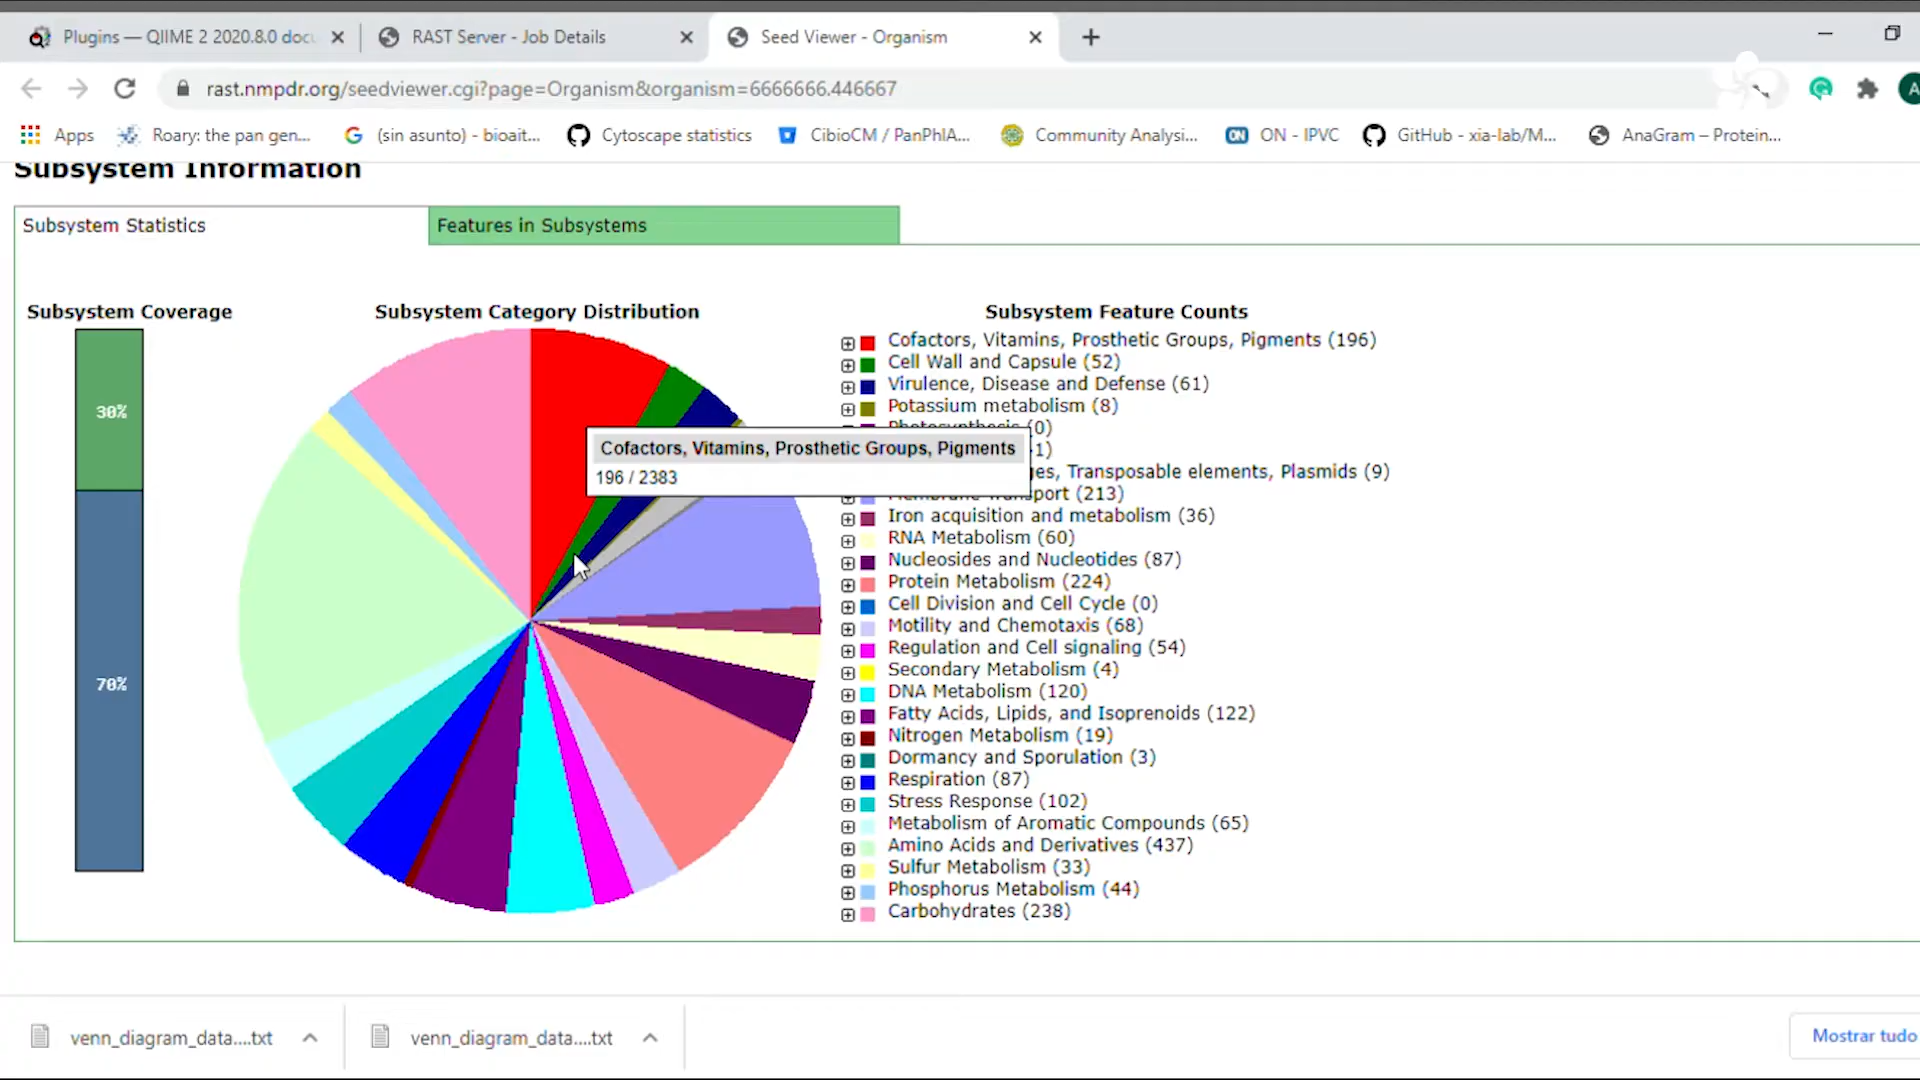 Plugins — QIIME 2 2020.8.0 docu
RAST Server - Job Details
Seed Viewer - Organism
rast.nmpdr.org/seedviewer.cgi?page=Organism&organism=6666666.446667
A
Apps
Roary: the pan gen...
(sin asunto) - bioait...
Cytoscape statistics
CibioCM / PanPhlA...
Community Analysi...
ON
ON - IPVC
GitHub - xia-lab/M...
AnaGram – Protein...
Subsystem Information
Subsystem Statistics
Features in Subsystems
Subsystem Coverage
30%
70%
Subsystem Category Distribution
Cofactors, Vitamins, Prosthetic Groups, Pigments
196 / 2383
Subsystem Feature Counts
Cofactors, Vitamins, Prosthetic Groups, Pigments (196)
Cell Wall and Capsule (52)
Virulence, Disease and Defense (61)
Potassium metabolism (8)
Photosynthesis (0)
1)
ges, Transposable elements, Plasmids (9)
Membrane Transport (213)
Iron acquisition and metabolism (36)
RNA Metabolism (60)
Nucleosides and Nucleotides (87)
Protein Metabolism (224)
Cell Division and Cell Cycle (0)
Motility and Chemotaxis (68)
Regulation and Cell signaling (54)
Secondary Metabolism (4)
DNA Metabolism (120)
Fatty Acids, Lipids, and Isoprenoids (122)
Nitrogen Metabolism (19)
Dormancy and Sporulation (3)
Respiration (87)
Stress Response (102)
Metabolism of Aromatic Compounds (65)
Amino Acids and Derivatives (437)
Sulfur Metabolism (33)
Phosphorus Metabolism (44)
Carbohydrates (238)
venn_diagram_data....txt
venn_diagram_data....txt
Mostrar tudo